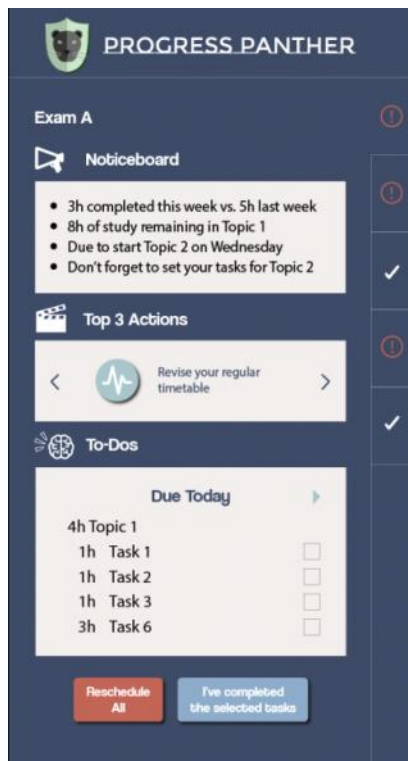 PROGRESS PANTHER
Exam A
Noticeboard
• 3h completed this week vs. 5h last week
• 8h of study remaining in Topic 1
• Due to start Topic 2 on Wednesday
• Don't forget to set your tasks for Topic 2
Top 3 Actions
Revise your regular
timetable
To-Dos
Due Today
4h Topic 1
1h Task 1
1h Task 2
1h Task 3
3h Task 6
Reschedule
All
I've completed
the selected tasks